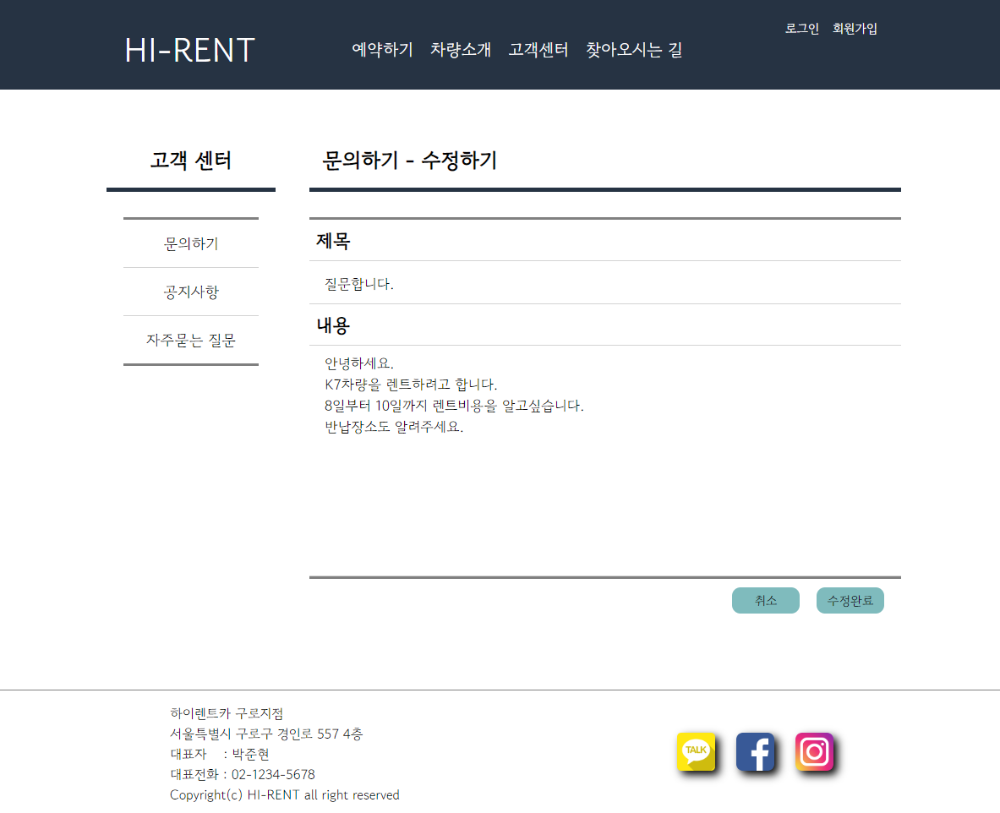 HI-RENT
예약하기 차량소개 고객센터 찾아오시는 길
로그인 회원가입
고객 센터
문의하기
공지사항
자주묻는 질문
문의하기 - 수정하기
제목
질문합니다.
내용
안녕하세요.
K7차량을 렌트하려고 합니다.
8일부터 10일까지 렌트비용을 알고싶습니다.
반납장소도 알려주세요.
취소 수정완료
하이렌트카 구로지점
서울특별시 구로구 경인로 557 4층
대표자 : 박준현
대표전화 : 02-1234-5678
Copyright(c) HI-RENT all right reserved
TALK